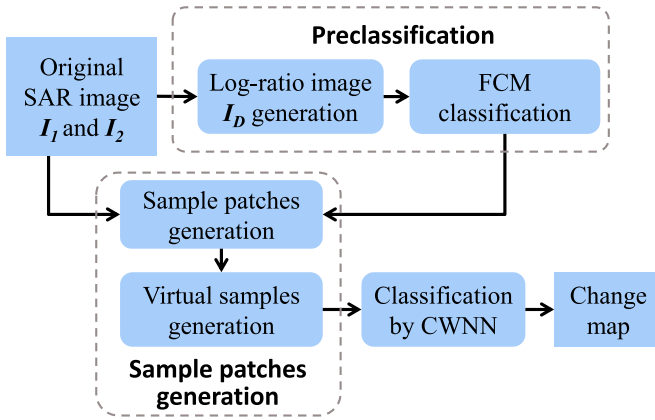 Preclassification
Original
SAR image
I1 and I2
Log-ratio image
ID generation
FCM
classification
Sample patches
generation
Virtual samples
generation
Classification
by CWNN
Change
map
Sample patches
generation